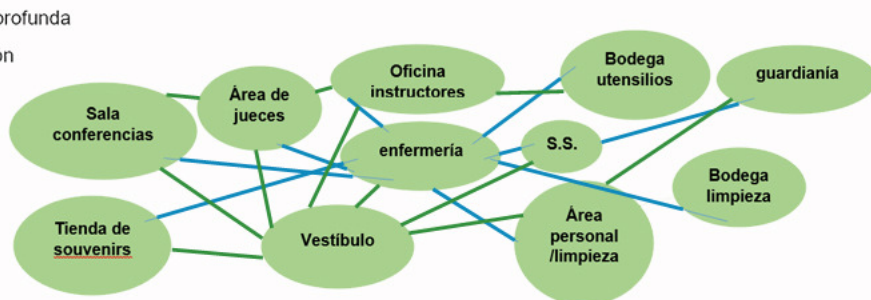 profunda
on
Sala
conferencias
Área de
jueces
Oficina
instructores
Bodega
utensilios
guardianía
enfermería
S.S.
Bodega
limpieza
Tienda de
souvenirs
Vestíbulo
Área
personal
/limpieza